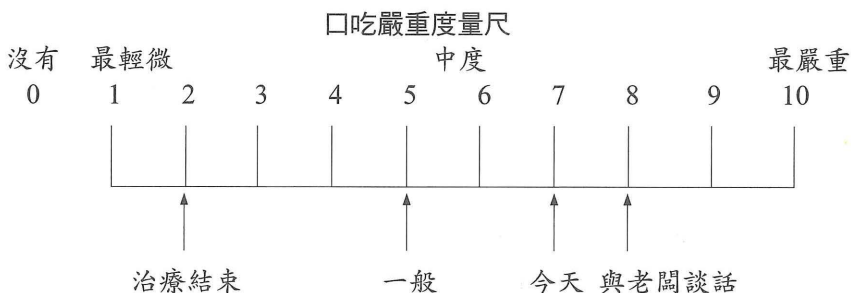 口吃嚴重度量尺
沒有 最輕微 中度 最嚴重
0 1 2 3 4 5 6 7 8 9 10
治療結束 一般 今天 與老闆談話